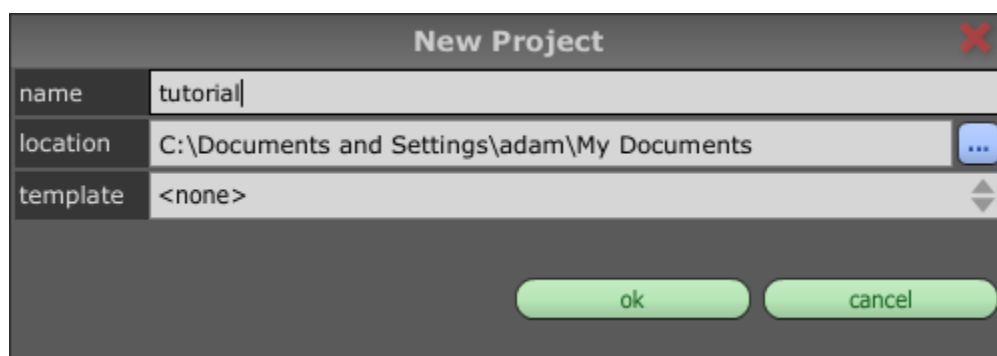 New Project
name tutorial
location C:\Documents and Settings\adam\My Documents ...
template <none>
ok cancel